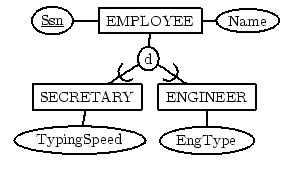 Ssn EMPLOYEE Name
d
SECRETARY ENGINEER
TypingSpeed EngType